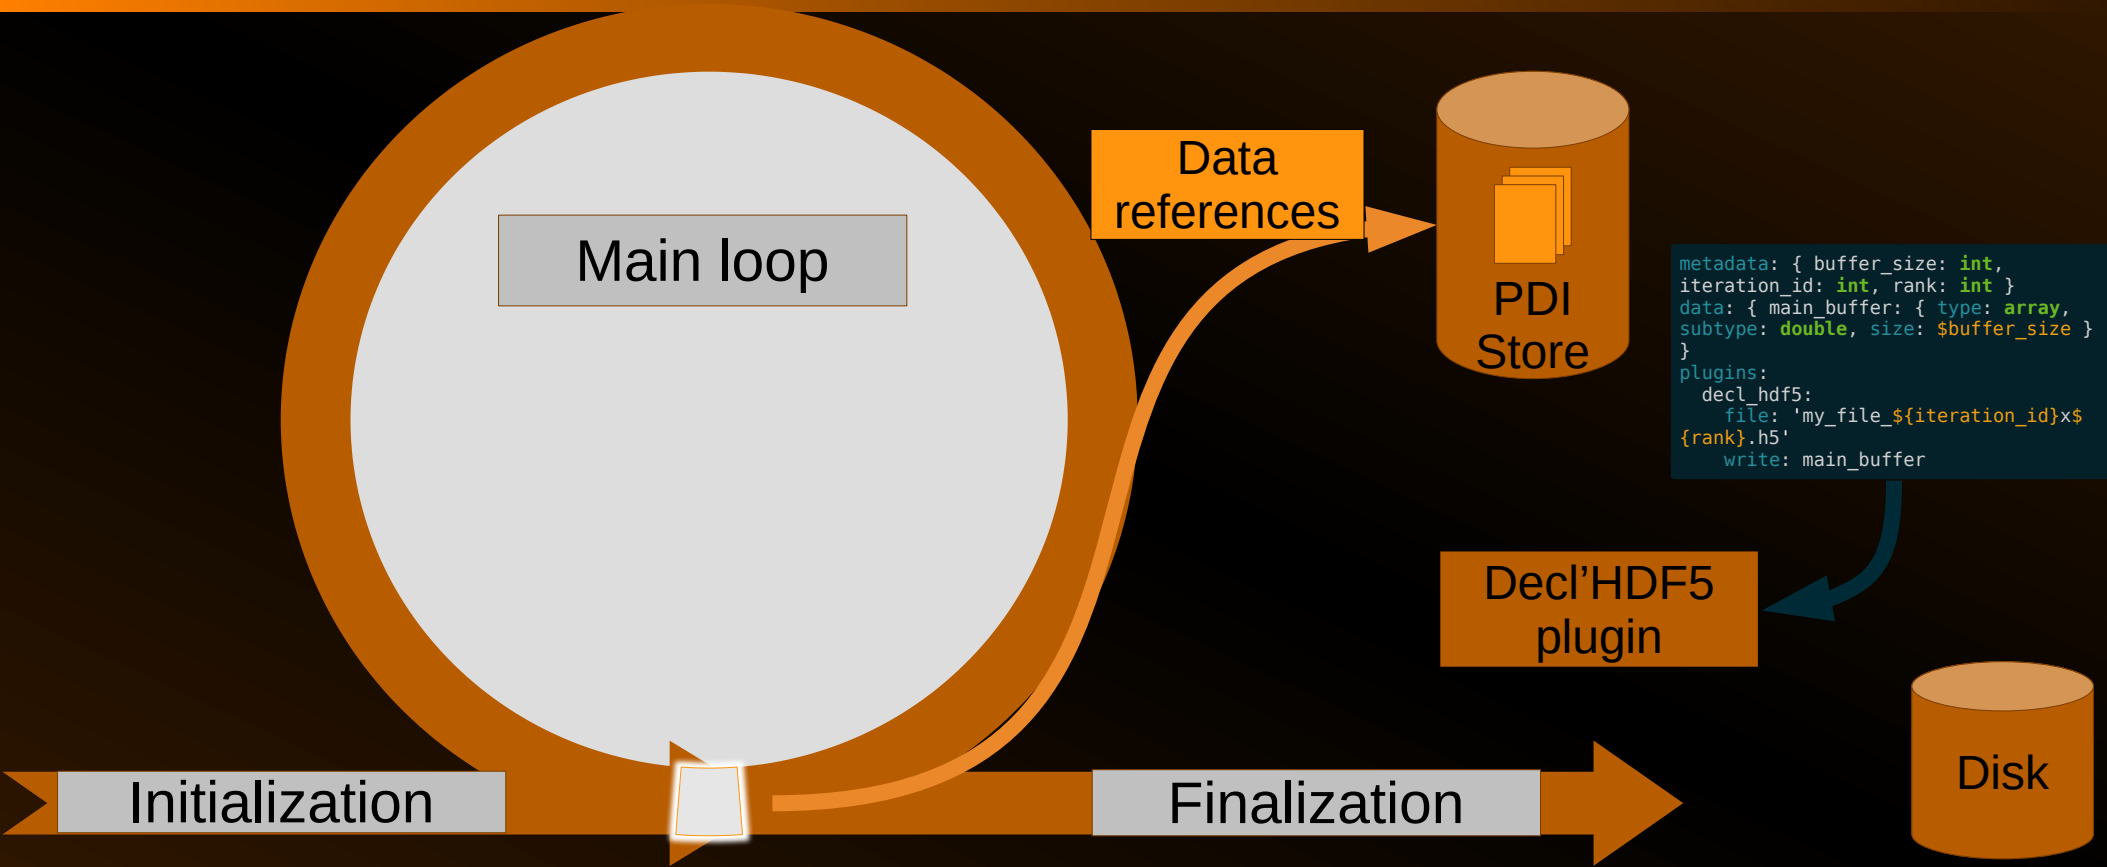 Main loop
Data
references
PDI
Store
metadata: { buffer_size: int,
iteration_id: int, rank: int }
data: { main_buffer: { type: array,
subtype: double, size: $buffer_size }
}
plugins:
  decl_hdf5:
    file: 'my_file_${iteration_id}x$
{rank}.h5'
    write: main_buffer
Decl’HDF5
plugin
Disk
Initialization
Finalization